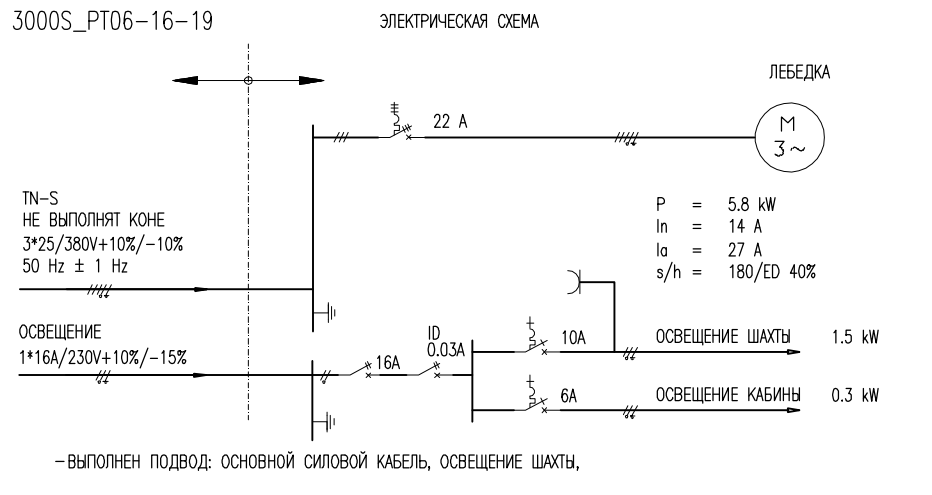 3000S_PT06-16-19
ЭЛЕКТРИЧЕСКАЯ СХЕМА
ЛЕБЕДКА
22 A
M
3~
TN-S
НЕ ВЫПОЛНЯТ КОНЕ
3*25/380V+10%/-10%
50 Hz ± 1 Hz
P = 5.8 kW
In = 14 A
Ia = 27 A
s/h = 180/ED 40%
ОСВЕЩЕНИЕ
1*16A/230V+10%/-15%
16A
ID
0.03A
10A
ОСВЕЩЕНИЕ ШАХТЫ 1.5 kW
6A
ОСВЕЩЕНИЕ КАБИНЫ 0.3 kW
-ВЫПОЛНЕН ПОДВОД: ОСНОВНОЙ СИЛОВОЙ КАБЕЛЬ, ОСВЕЩЕНИЕ ШАХТЫ,